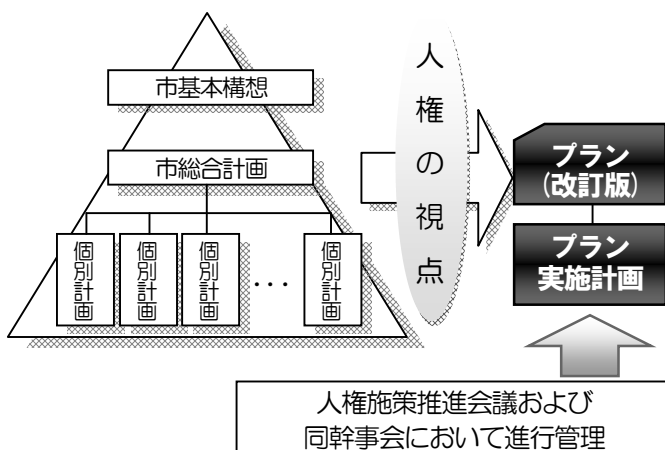 市基本構想
市総合計画
個別計画
個別計画
個別計画
・・・
個別計画
人権の視点
プラン
(改訂版)
プラン
実施計画
人権施策推進会議および
同幹事会において進行管理